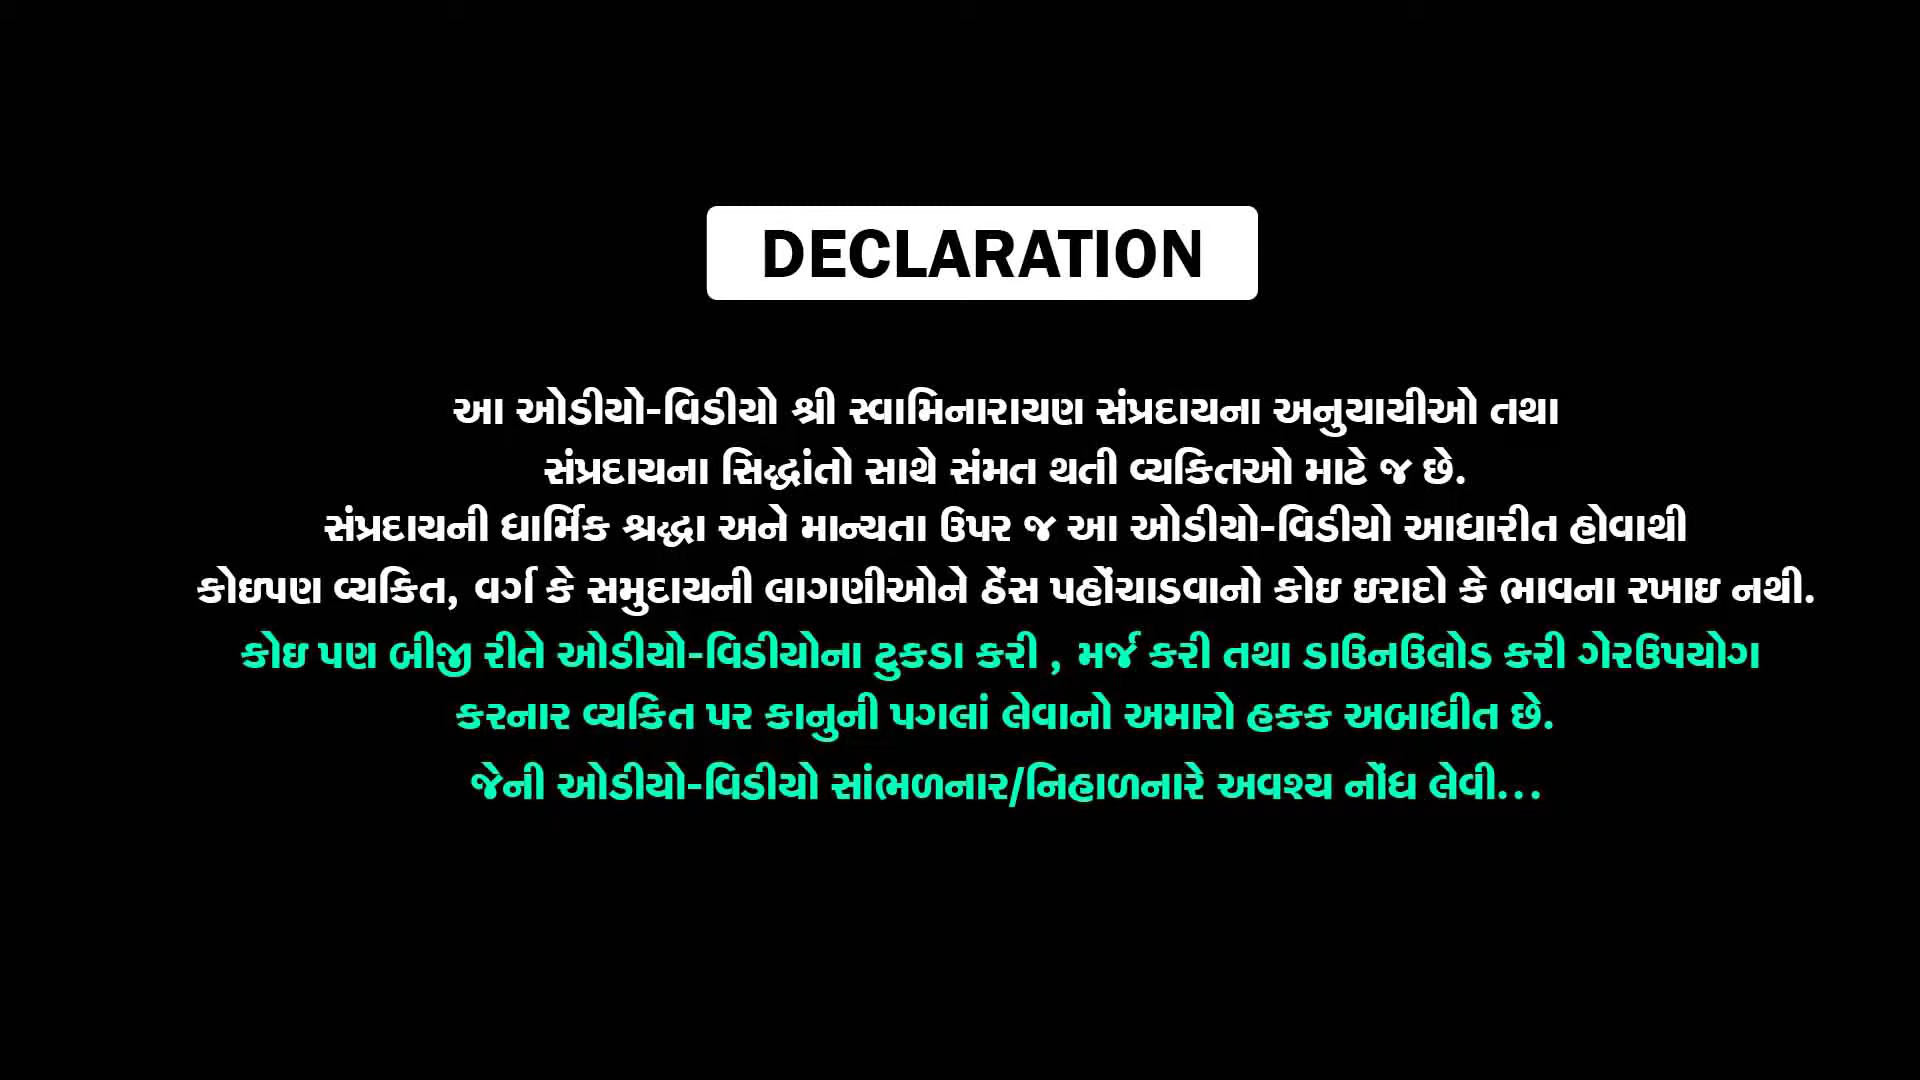 DECLARATION
આ ઓડીયો-વિડીયો શ્રી સ્વામિનારાયણ સંપ્રદાયના અનુયાયીઓ તથા
સંપ્રદાયના સિદ્ધાંતો સાથે સંમત થતી વ્યકિતઓ માટે જ છે.
સંપ્રદાયની ધાર્મિક શ્રદ્ધા અને માન્યતા ઉપર જ આ ઓડીયો-વિડીયો આધારીત હોવાથી
કોઇપણ વ્યકિત, વર્ગ કે સમુદાયની લાગણીઓને ઠેંસ પહોંચાડવાનો કોઇ ઇરાદો કે ભાવના રખાઇ નથી.
કોઇ પણ બીજી રીતે ઓડીયો-વિડીયોના ટુકડા કરી , મર્જ કરી તથા ડાઉનઉલોડ કરી ગેરઉપયોગ
કરનાર વ્યકિત પર કાનુની પગલાં લેવાનો અમારો હકક અબાધીત છે.
જેની ઓડીયો-વિડીયો સાંભળનાર/નિહાળનારે અવશ્ય નોંધ લેવી...